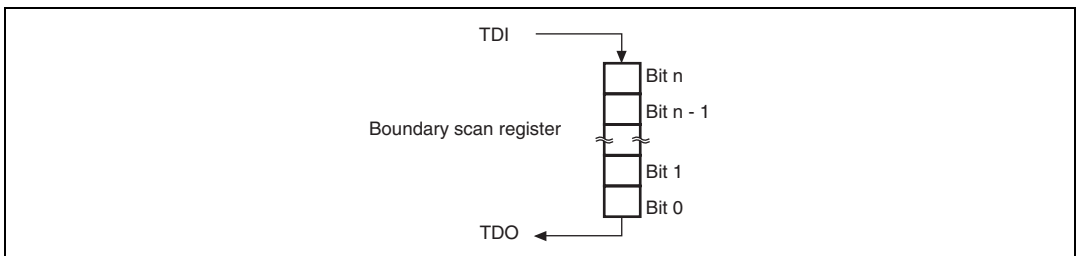 TDI
Bit n
Bit n - 1
Boundary scan register
Bit 1
Bit 0
TDO